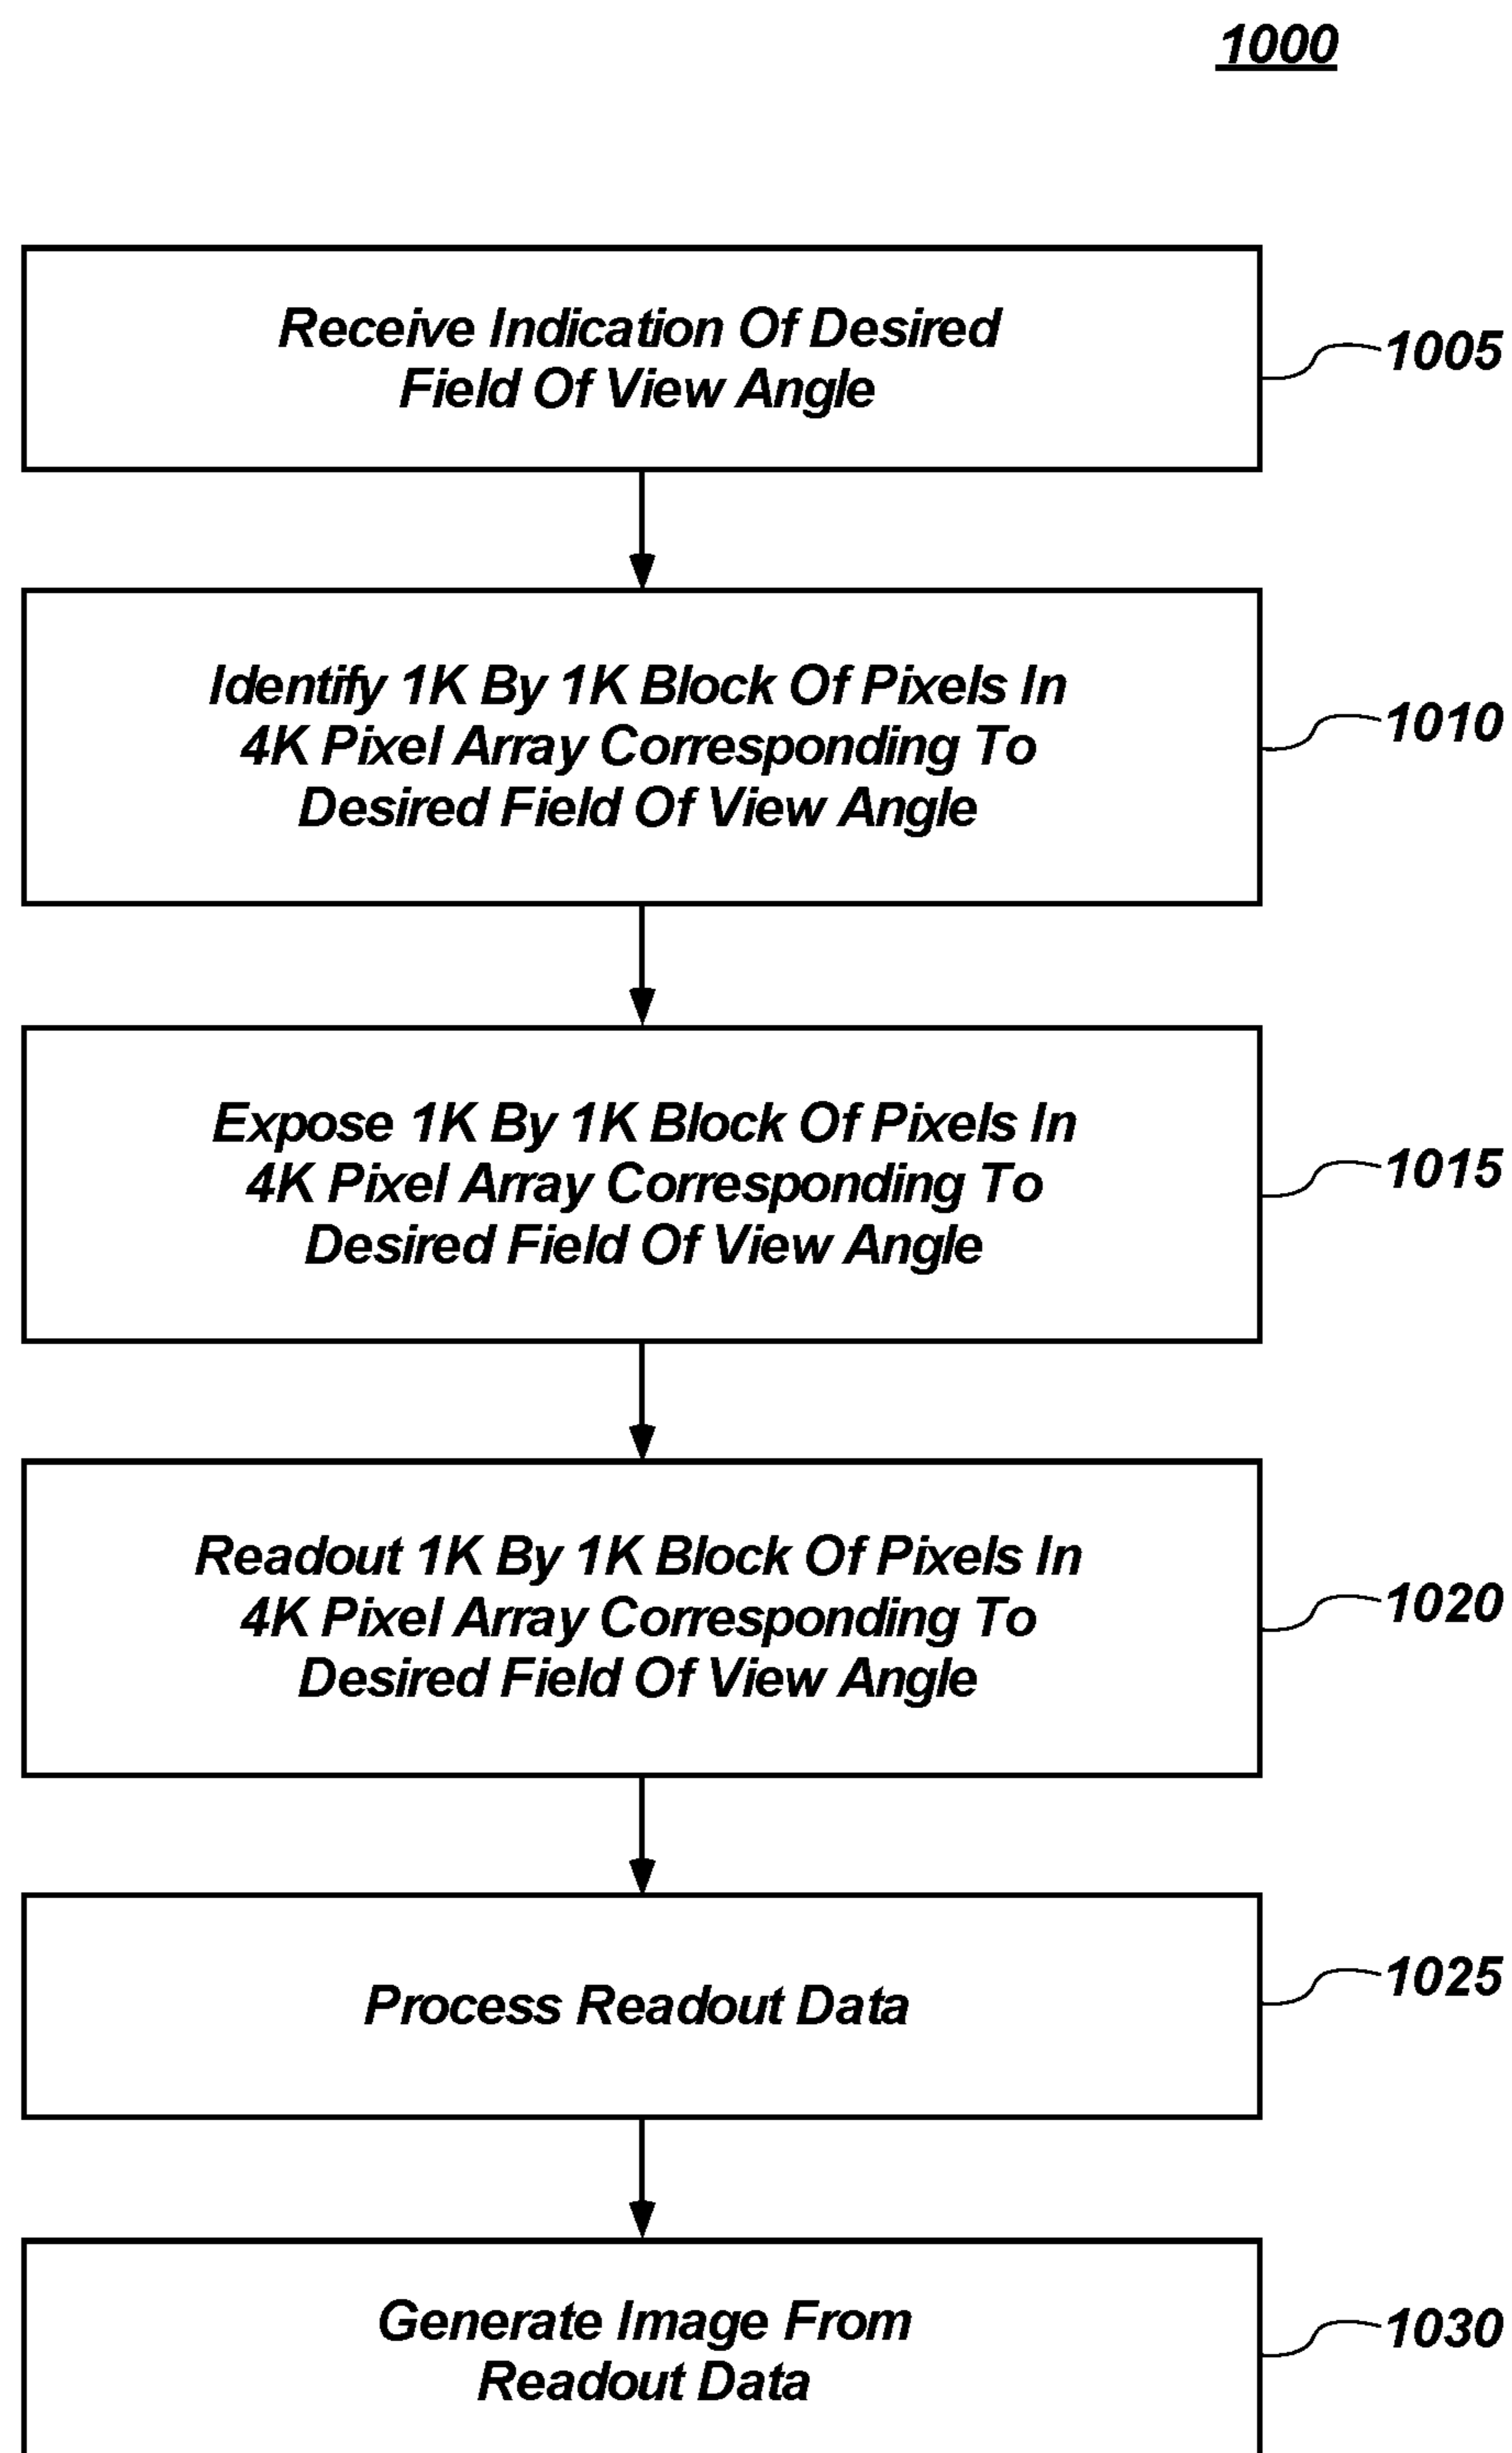 1000
Receive Indication Of Desired
Field Of View Angle
1005
Identify 1K By 1K Block Of Pixels In
4K Pixel Array Corresponding To
Desired Field Of View Angle
1010
Expose 1K By 1K Block Of Pixels In
4K Pixel Array Corresponding To
Desired Field Of View Angle
1015
Readout 1K By 1K Block Of Pixels In
4K Pixel Array Corresponding To
Desired Field Of View Angle
1020
Process Readout Data
1025
Generate Image From
Readout Data
1030